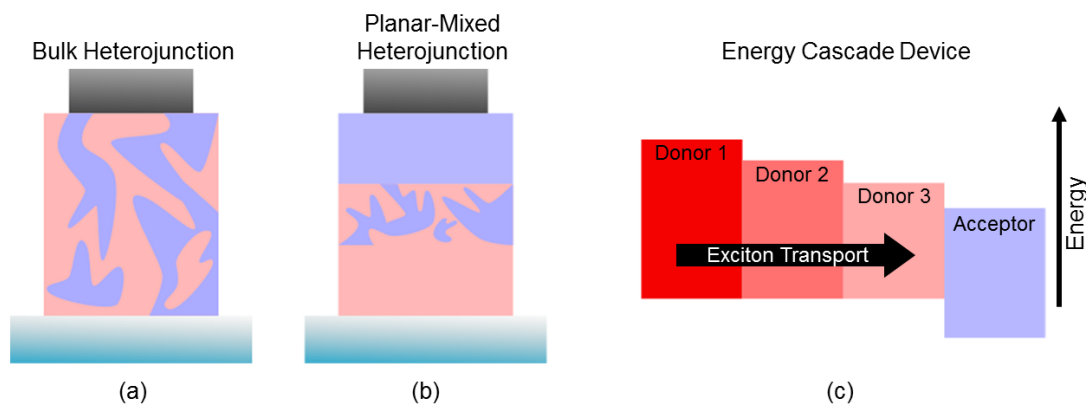 Bulk Heterojunction
Planar-Mixed
Heterojunction
Energy Cascade Device
Donor 1
Donor 2
Donor 3
Acceptor
Exciton Transport
Energy
(a)
(b)
(c)